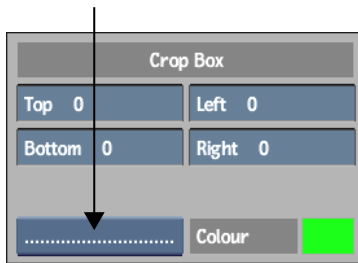 Crop Box
Top 0 Left 0
Bottom 0 Right 0
............................. Colour